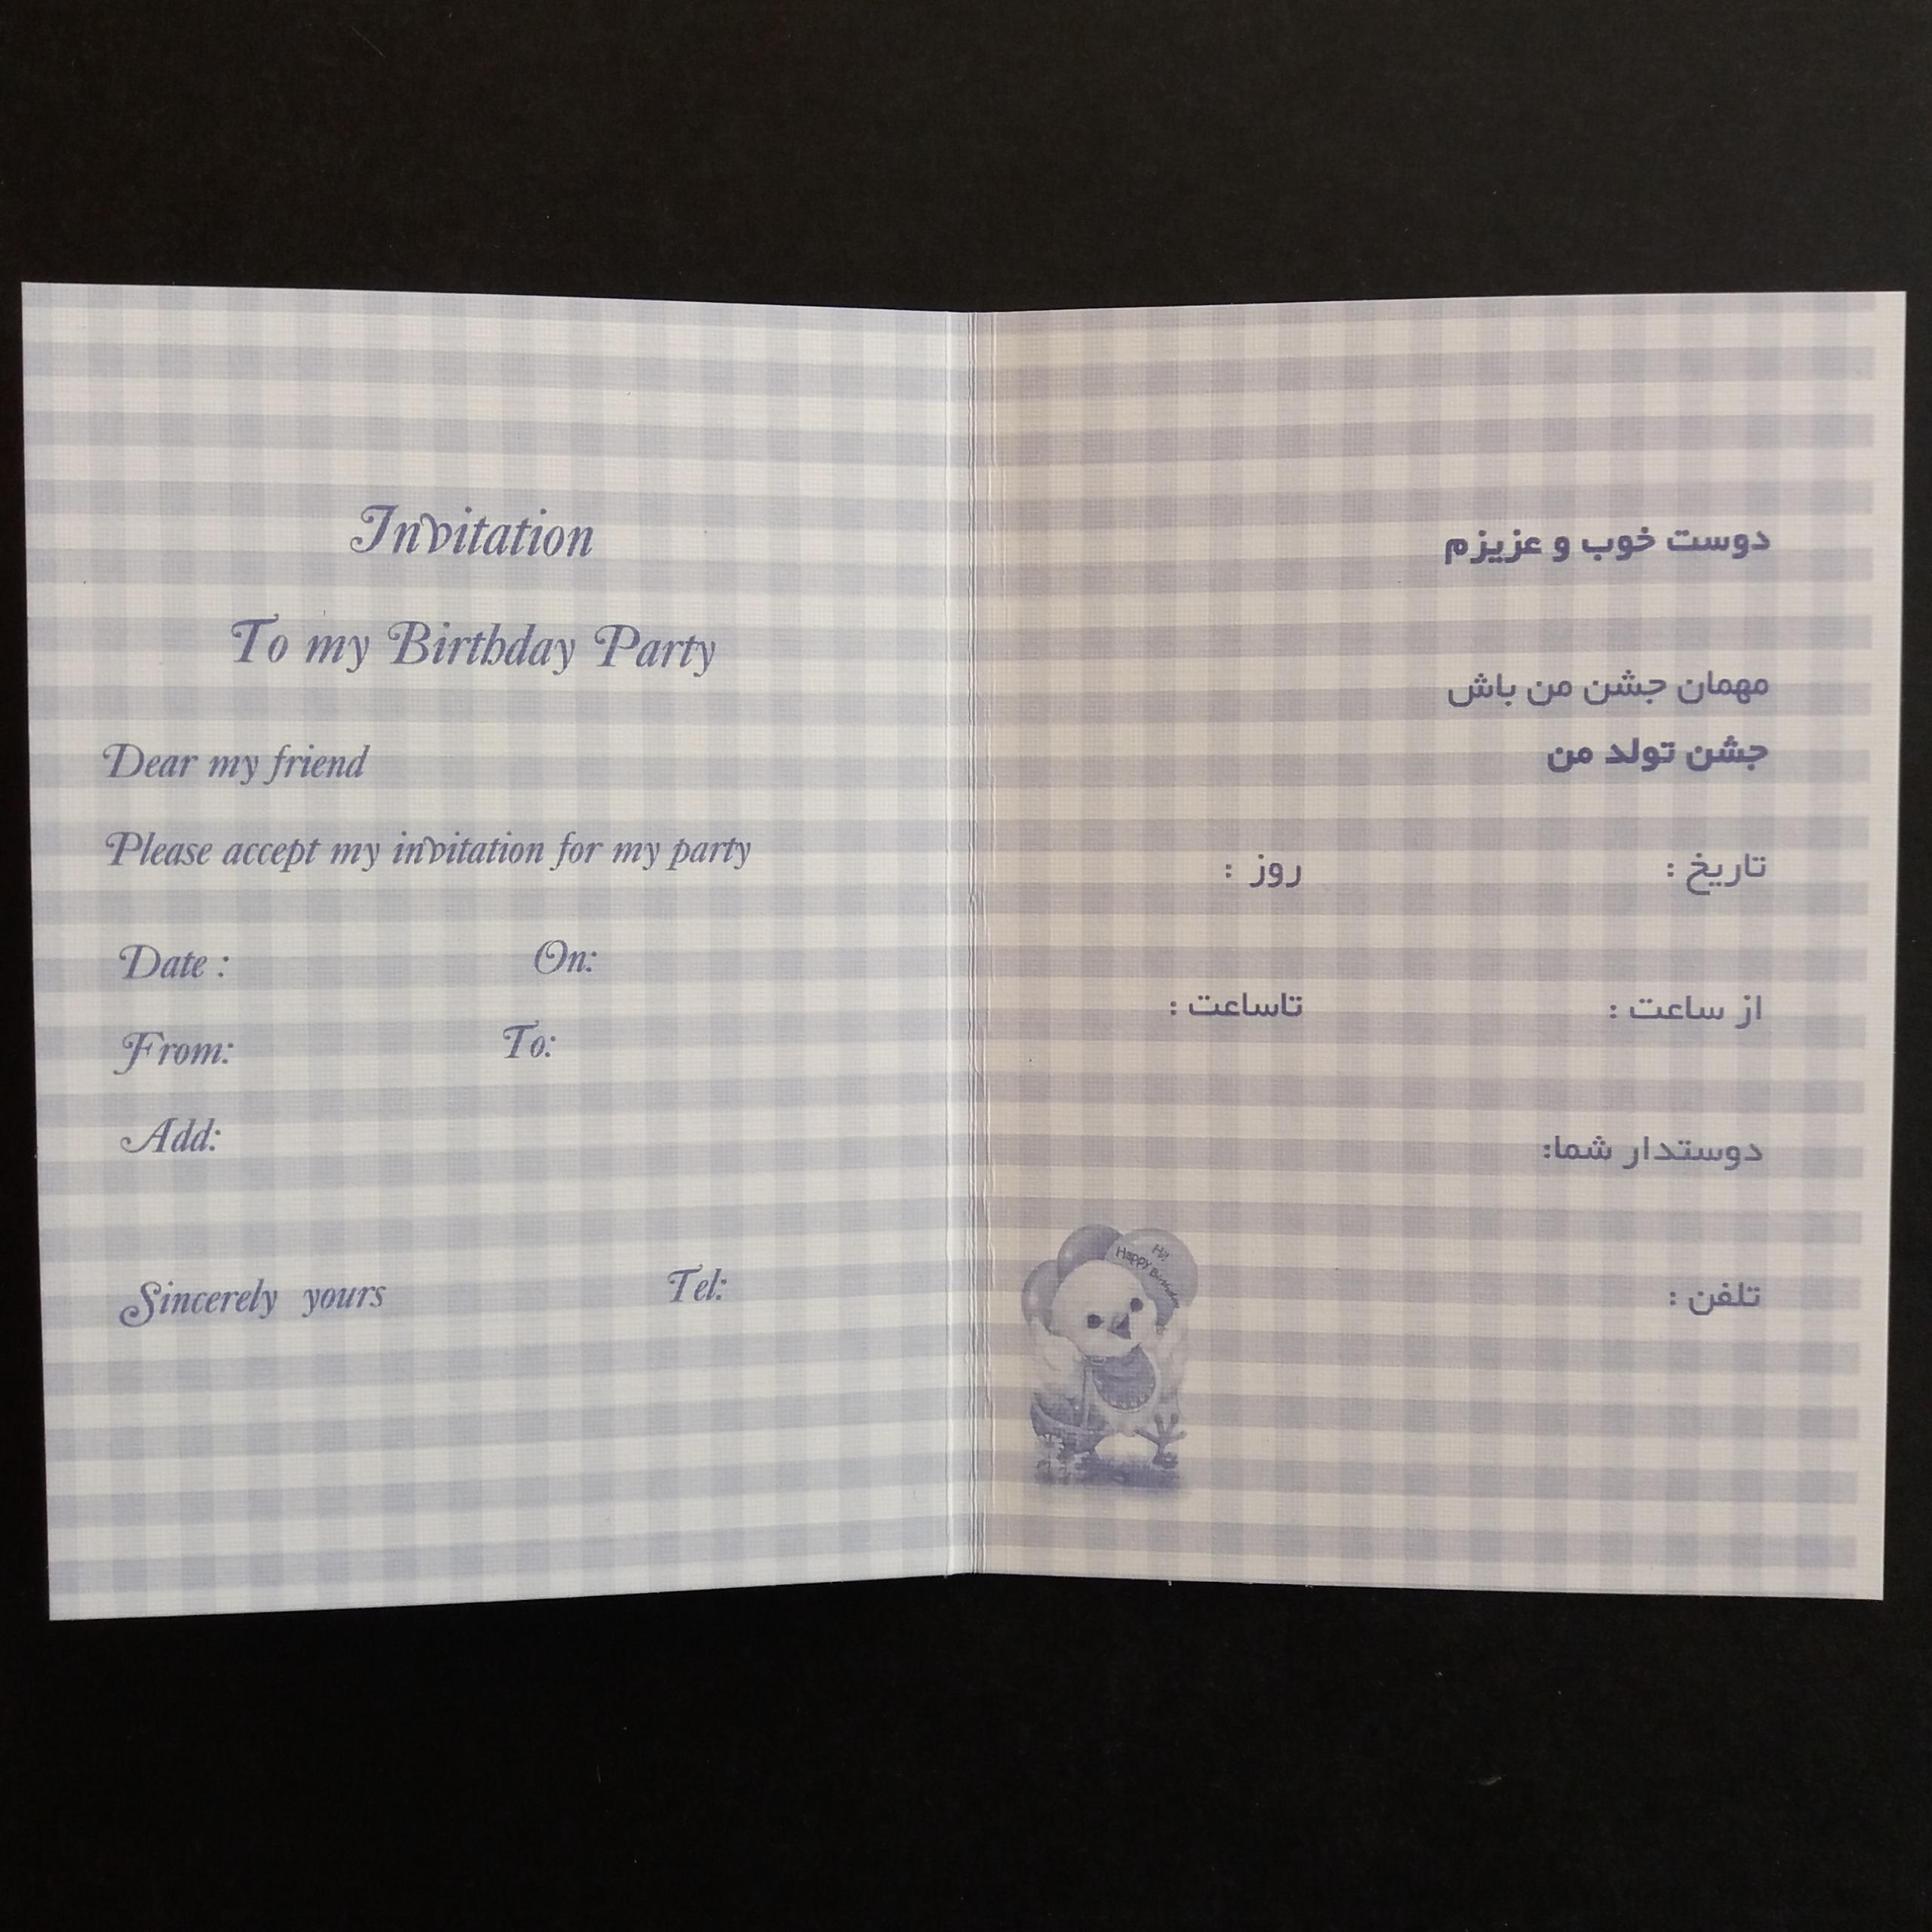 Invitation
To my Birthday Party
Dear my friend
Please accept my invitation for my party
Date : On:
From: To:
Add:
Sincerely yours Tel:
دوست خوب و عزیزم
مهمان جشن من باش
جشن تولد من
تاریخ : روز :
از ساعت : تاساعت :
دوستدار شما:
تلفن :
Hi!
Happy Birthday